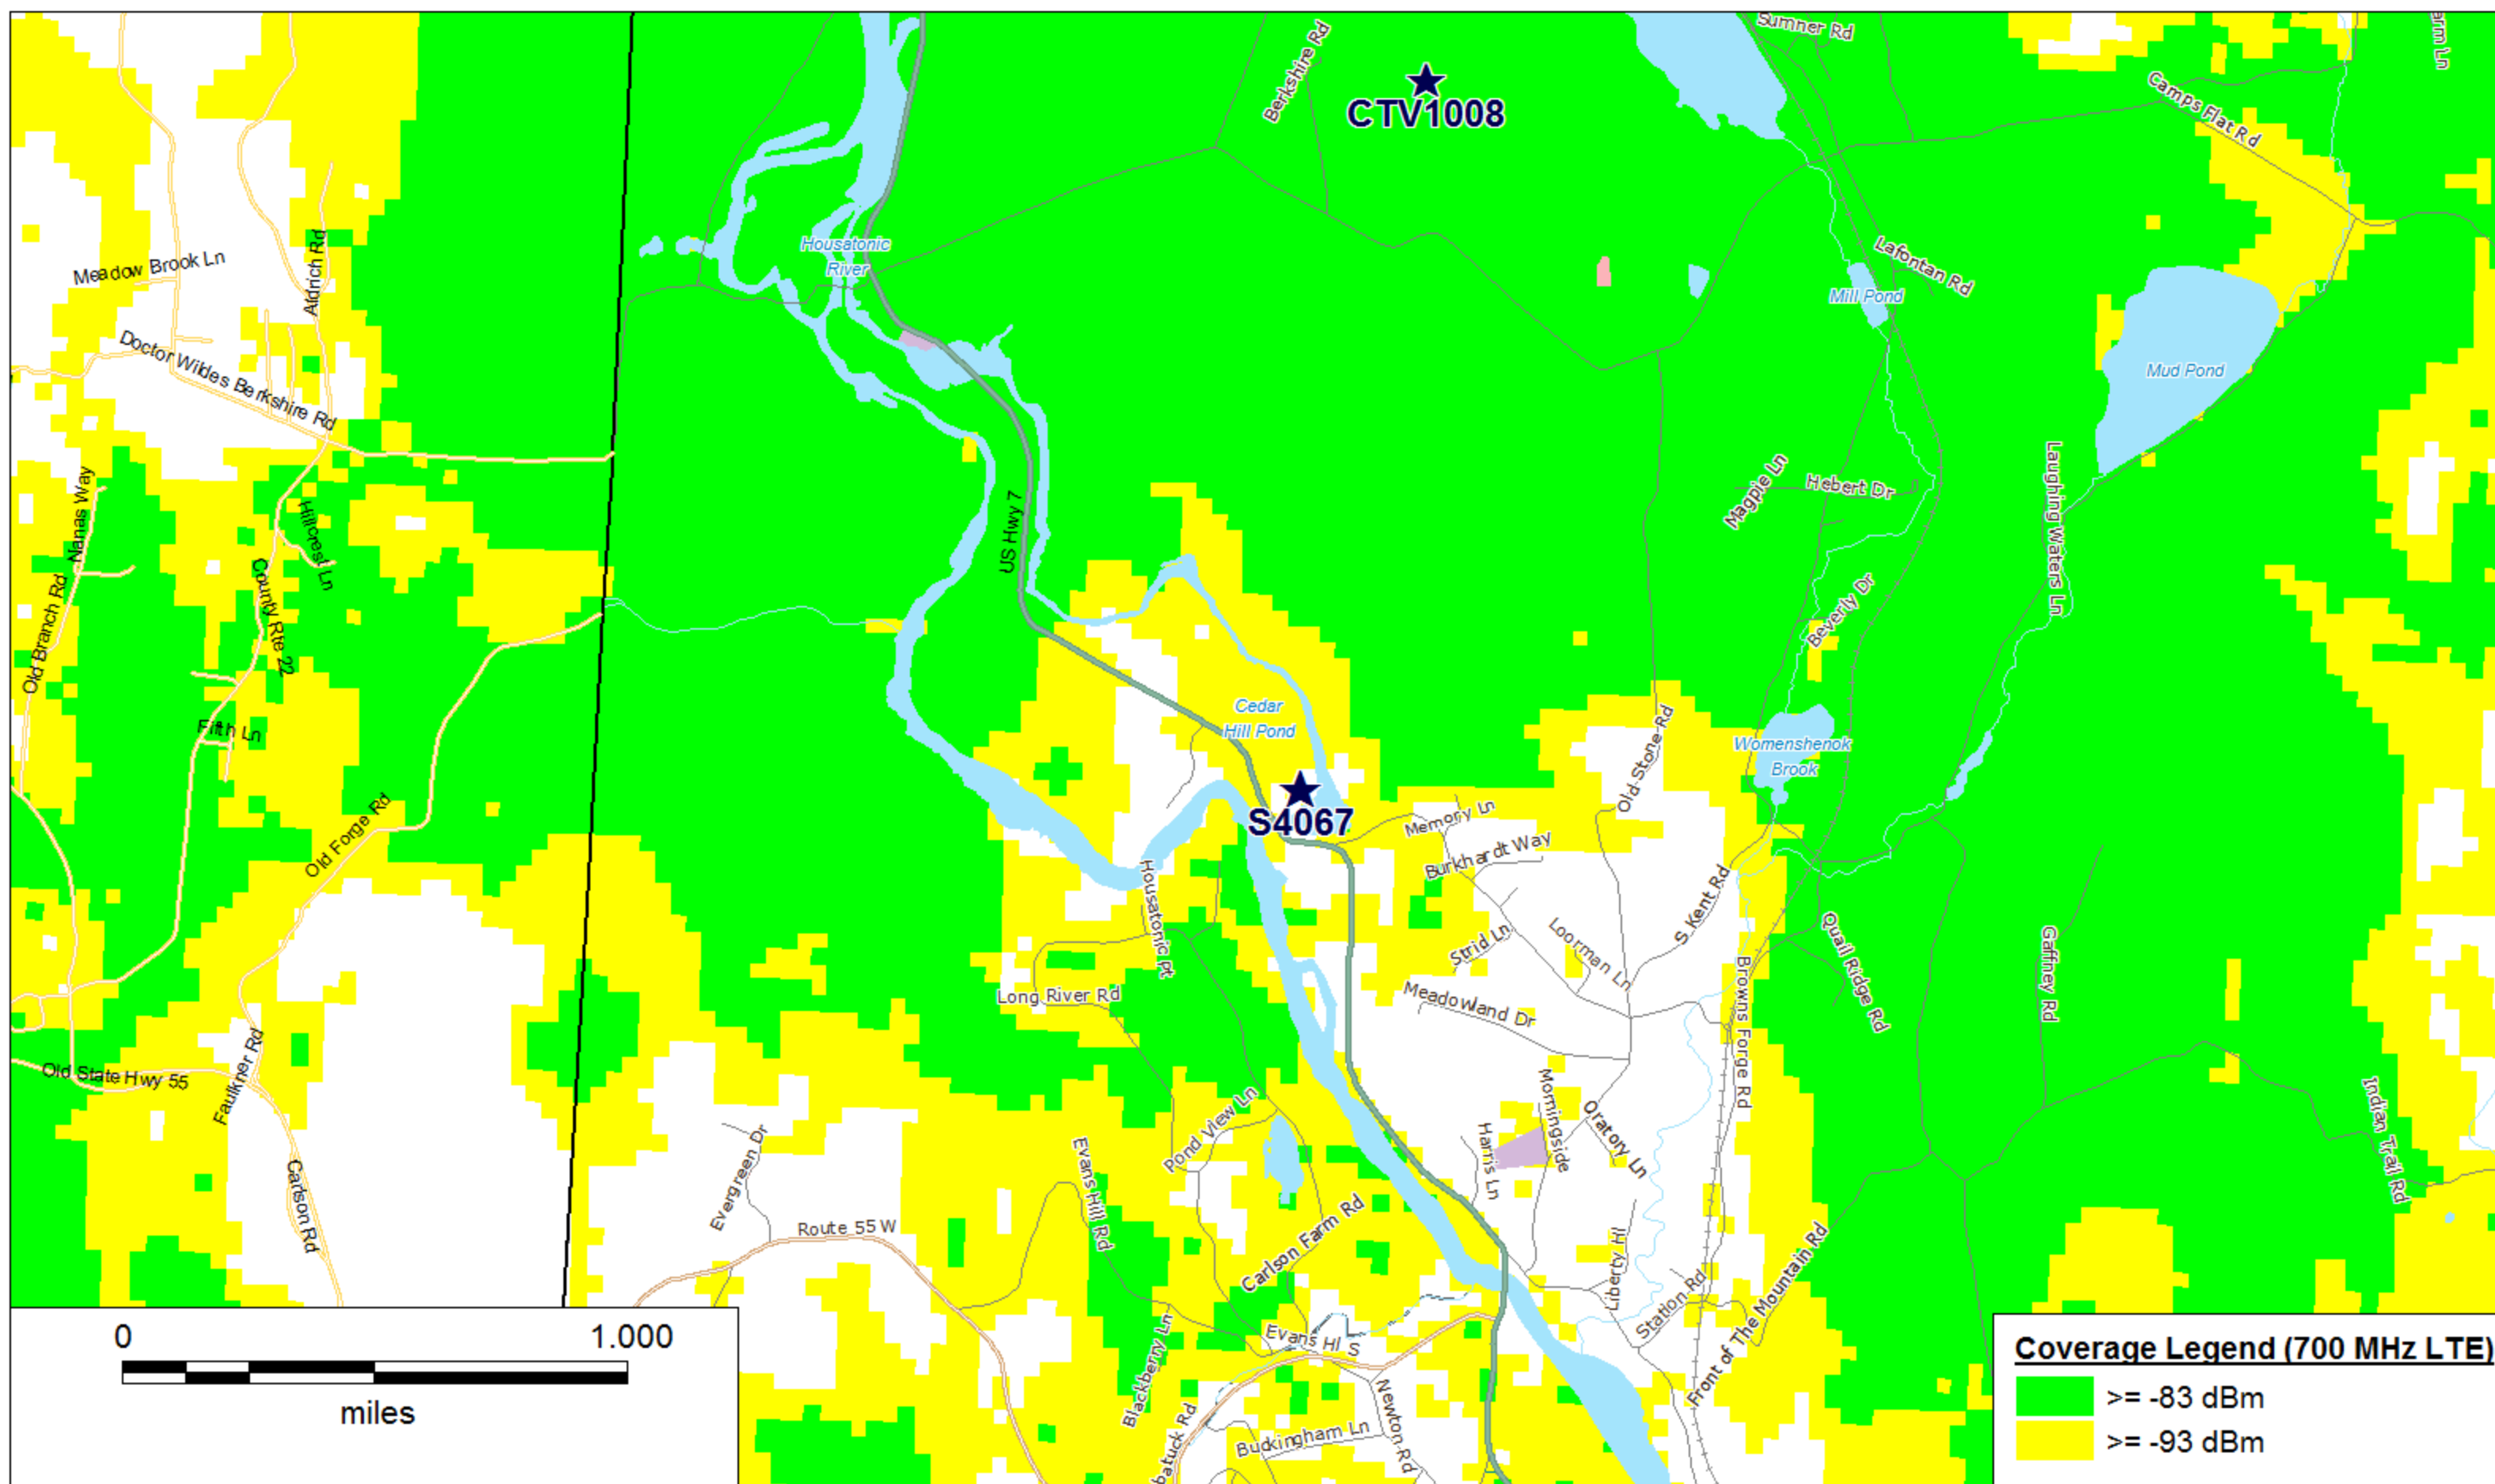 Sumner Rd
arm Ln
Berkshire Rd
CTV1008
Camps Flat Rd
Housatonic
River
Meadow Brook Ln
Aldrich Rd
Lafontan Rd
Mill Pond
Doctor Wildes Berkshire Rd
Mud Pond
Nanas Way
Hillcrest Ln
US Hwy 7
Magpie Ln
Hebert Dr
Laughing Waters Ln
Old Branch Rd
County Rte 22
Beverly Dr
Fifth Ln
Cedar
Hill Pond
Old Stone Rd
Womenshenok
Brook
S4067
Old Forge Rd
Memory Ln
Burkhardt Way
Housatonic Pt
S Kent Rd
Strid Ln
Loorman Ln
Quail Ridge Rd
Gaffney Rd
Long River Rd
Meadowland Dr
Browns Forge Rd
Old State Hwy 55
Faulkner Rd
Pond View Ln
Morningside
Oratory Ln
Harris Ln
Indian Trail Rd
Evergreen Dr
Evans Hill Rd
Carlson Rd
Route 55 W
Carlson Farm Rd
Liberty Hl
Station Rd
Front of The Mountain Rd
Evans Hl S
Blackberry Ln
Newton Rd
Buckingham Ln
batuck Rd
0 1.000
miles
Coverage Legend (700 MHz LTE)
>= -83 dBm
>= -93 dBm